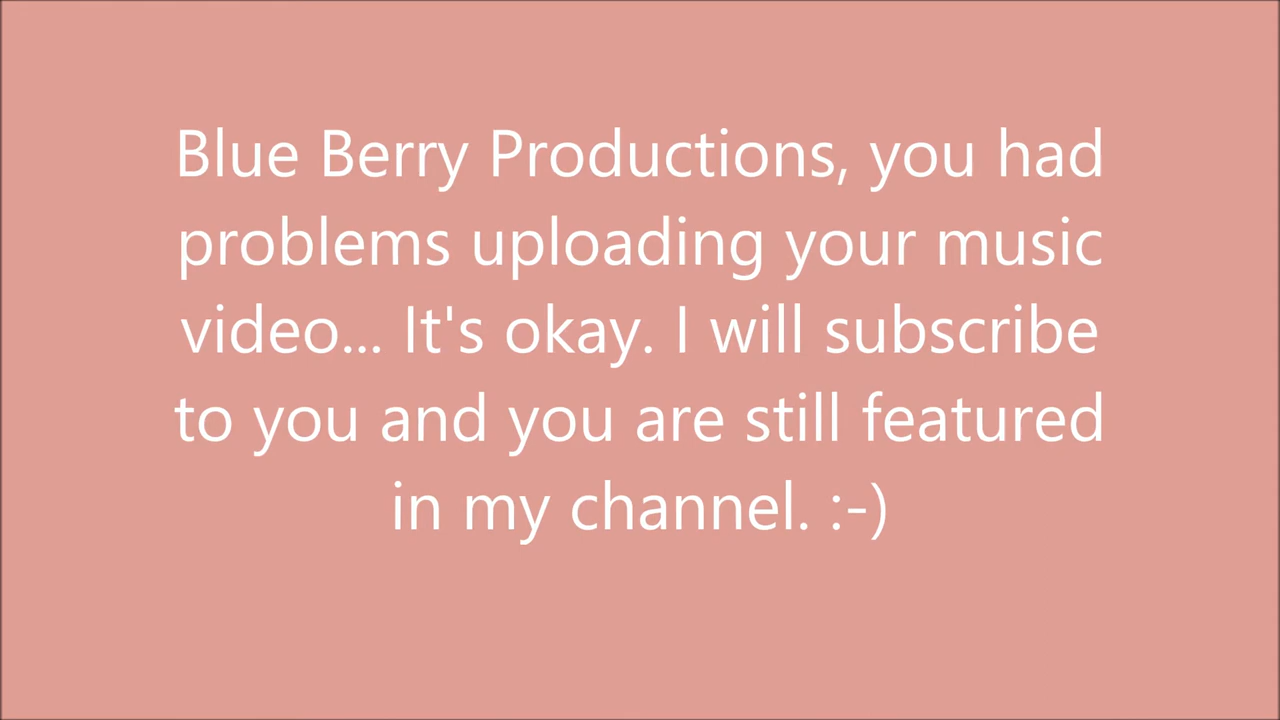 Blue Berry Productions, you had
problems uploading your music
video... It's okay. I will subscribe
to you and you are still featured
in my channel. :-)